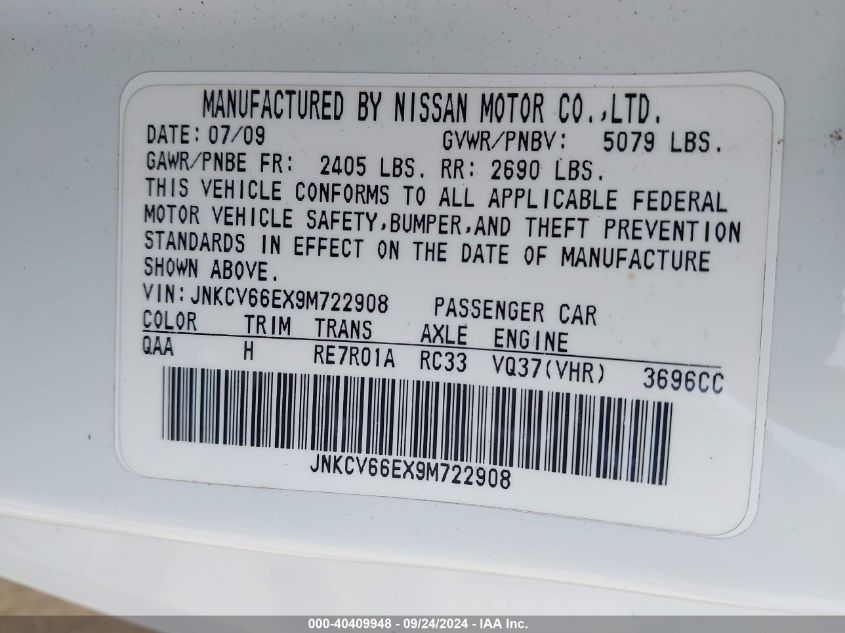 MANUFACTURED BY NISSAN MOTOR CO.,LTD.
DATE: 07/09 GVWR/PNBV: 5079 LBS.
GAWR/PNBE FR: 2405 LBS. RR: 2690 LBS.
THIS VEHICLE CONFORMS TO ALL APPLICABLE FEDERAL
MOTOR VEHICLE SAFETY,BUMPER,AND THEFT PREVENTION
STANDARDS IN EFFECT ON THE DATE OF MANUFACTURE
SHOWN ABOVE.
VIN:JNKCV66EX9M722908 PASSENGER CAR
COLOR TRIM TRANS AXLE ENGINE
QAA H RE7R01A RC33 VQ37(VHR) 3696CC
JNKCV66EX9M722908
000-40409948 - 09/24/2024 - IAA Inc.